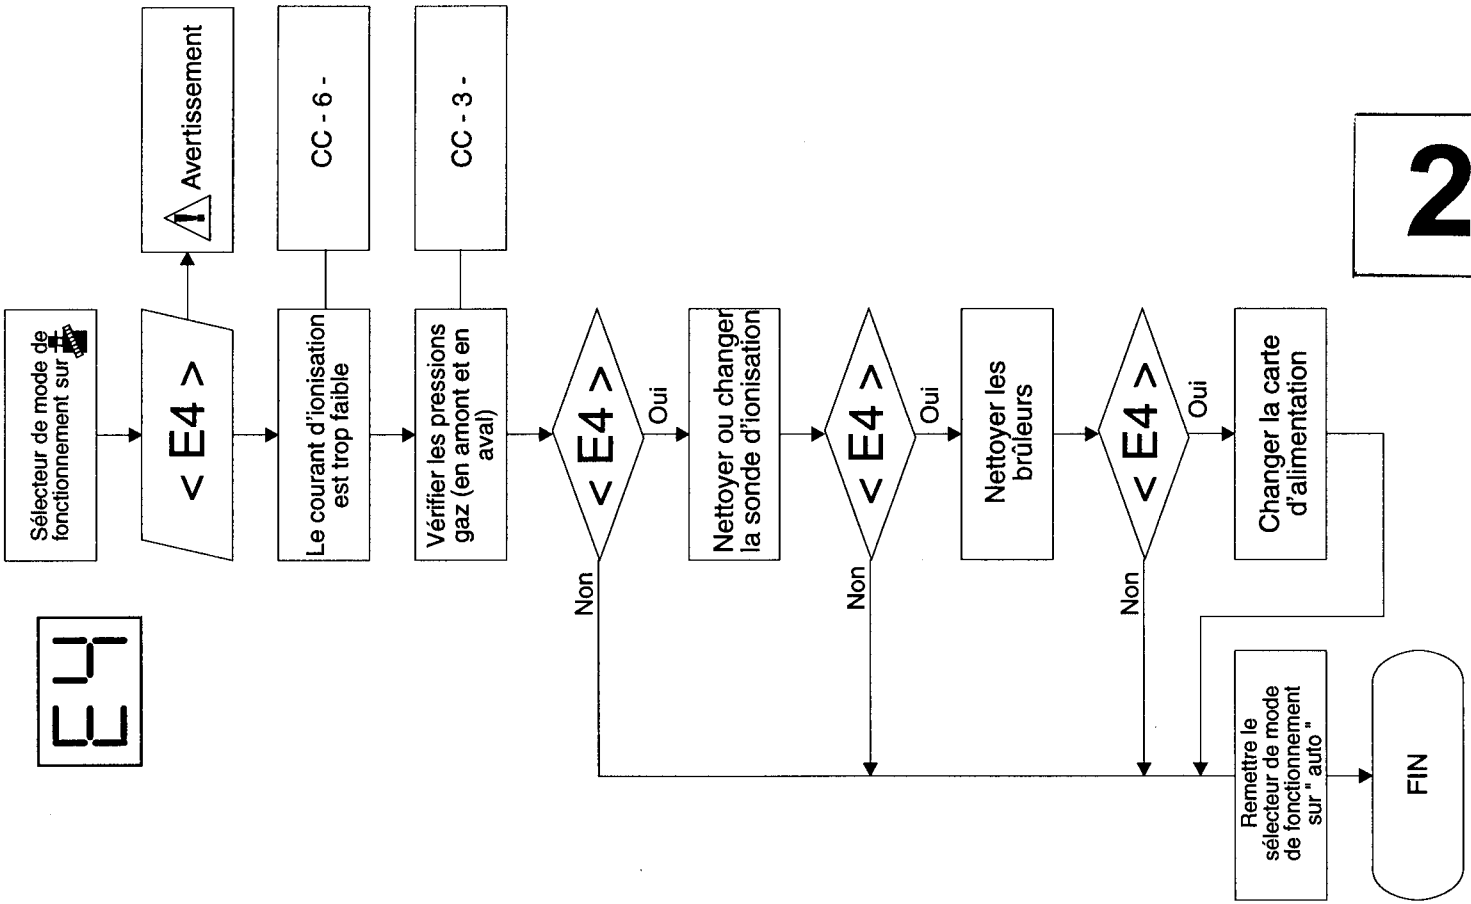 E4
Sélecteur de mode de
fonctionnement sur
< E4 >
Avertissement
Le courant d'ionisation
est trop faible
CC - 6 -
Vérifier les pressions
gaz (en amont et en
aval)
CC - 3 -
< E4 >
Non
Oui
Nettoyer ou changer
la sonde d'ionisation
< E4 >
Non
Oui
Nettoyer les
brûleurs
< E4 >
Non
Oui
Changer la carte
d'alimentation
Remettre le
sélecteur de mode
de fonctionnement
sur " auto "
FIN
2